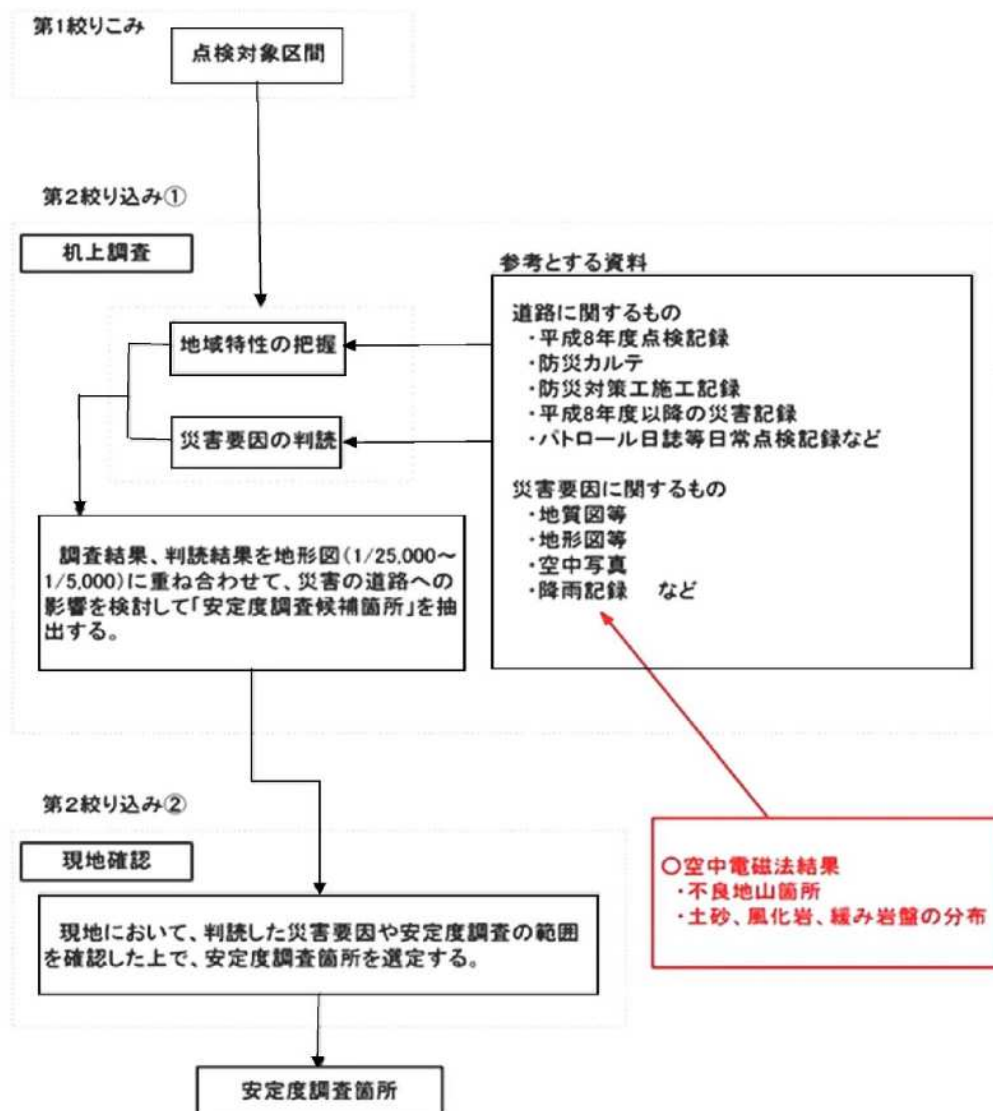 第1絞りこみ
点検対象区間
第2絞り込み①
机上調査
地域特性の把握
災害要因の判読
参考とする資料
道路に関するもの
・平成8年度点検記録
・防災カルテ
・防災対策工施工記録
・平成8年度以降の災害記録
・パトロール日誌等日常点検記録など
災害要因に関するもの
・地質図等
・地形図等
・空中写真
・降雨記録 など
調査結果、判読結果を地形図(1/25,000～
1/5,000)に重ね合わせて、災害の道路への
影響を検討して「安定度調査候補箇所」を抽
出する。
〇空中電磁法結果
・不良地山箇所
・土砂、風化岩、緩み岩盤の分布
第2絞り込み②
現地確認
現地において、判読した災害要因や安定度調査の範囲
を確認した上で、安定度調査箇所を選定する。
安定度調査箇所